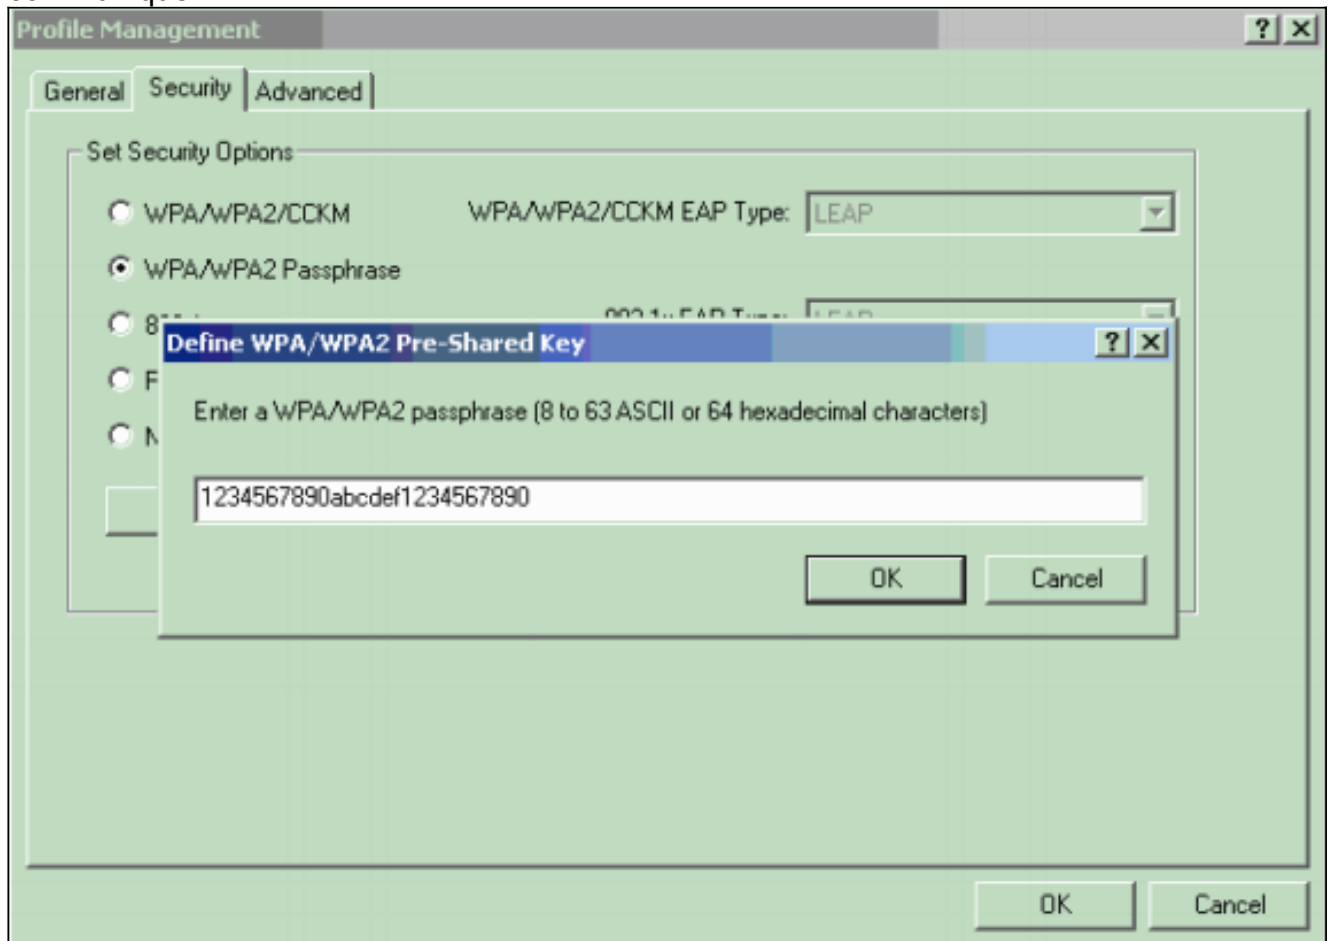 Profile Management
General Security Advanced
Set Security Options
WPA/WPA2/CCKM WPA/WPA2/CCKM EAP Type: LEAP
WPA/WPA2 Passphrase
Define WPA/WPA2 Pre-Shared Key
Enter a WPA/WPA2 passphrase (8 to 63 ASCII or 64 hexadecimal characters)
1234567890abcdef1234567890
OK Cancel
OK Cancel